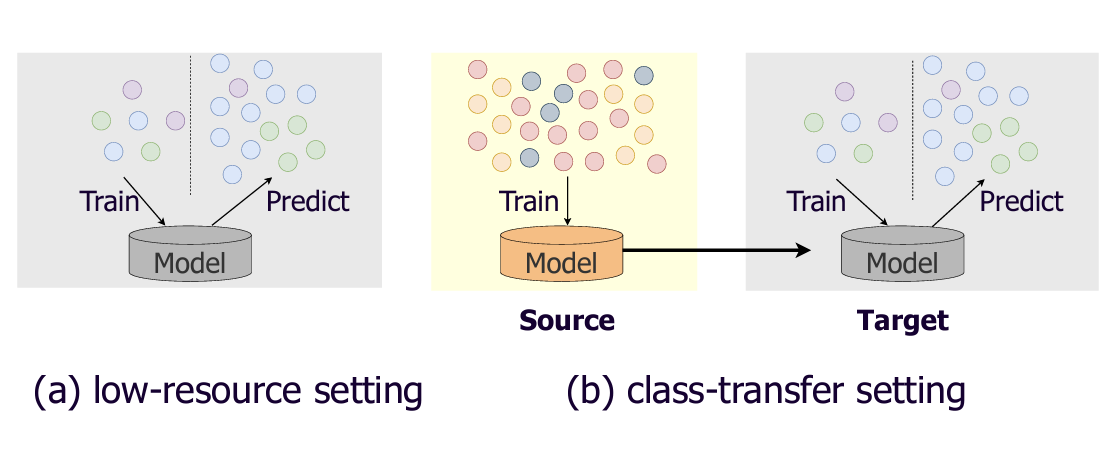 Train
Predict
Model
Train
Model
Train
Predict
Model
Source
Target
(a) low-resource setting
(b) class-transfer setting